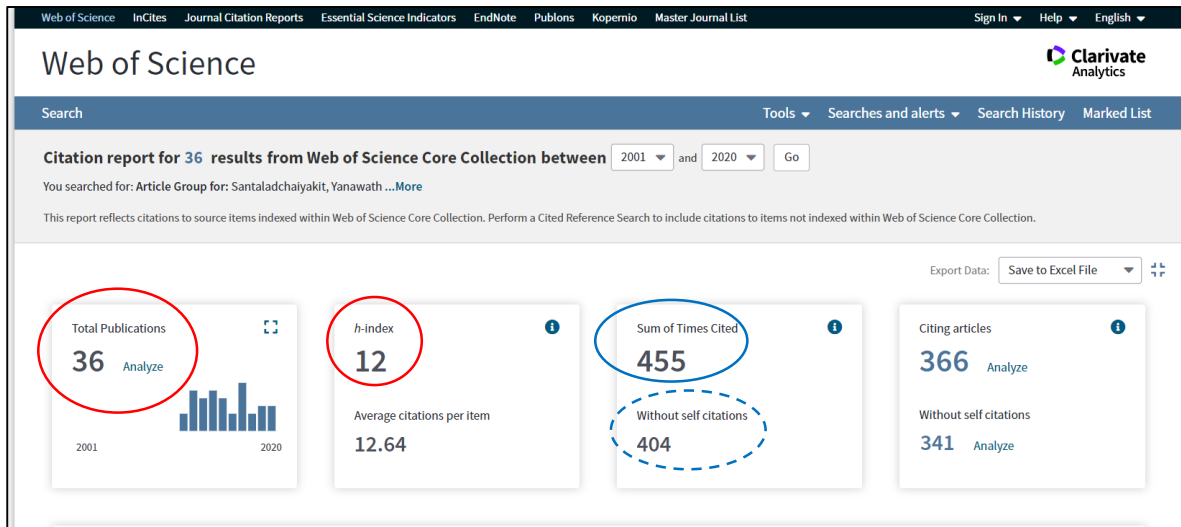 Web of Science InCites Journal Citation Reports Essential Science Indicators EndNote Publons Kopernio Master Journal List Sign In Help English
Web of Science
Clarivate
Analytics
Search Tools Searches and alerts Search History Marked List
Citation report for 36 results from Web of Science Core Collection between 2001 and 2020 Go
You searched for: Article Group for: Santaladchaiyakit, Yanawath ...More
This report reflects citations to source items indexed within Web of Science Core Collection. Perform a Cited Reference Search to include citations to items not indexed within Web of Science Core Collection.
Export Data: Save to Excel File
Total Publications
36 Analyze
2001 2020
h-index
12
Average citations per item
12.64
Sum of Times Cited
455
Without self citations
404
Citing articles
366 Analyze
Without self citations
341 Analyze